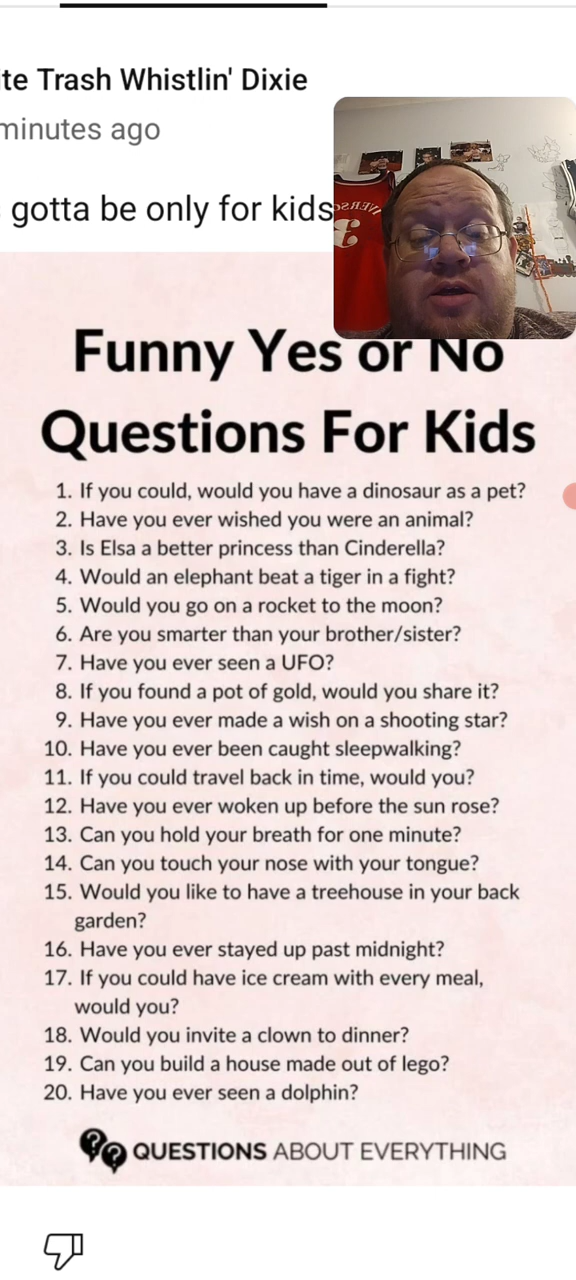 te Trash Whistlin' Dixie
minutes ago
gotta be only for kids
Funny Yes or No
Questions For Kids
1. If you could, would you have a dinosaur as a pet?
2. Have you ever wished you were an animal?
3. Is Elsa a better princess than Cinderella?
4. Would an elephant beat a tiger in a fight?
5. Would you go on a rocket to the moon?
6. Are you smarter than your brother/sister?
7. Have you ever seen a UFO?
8. If you found a pot of gold, would you share it?
9. Have you ever made a wish on a shooting star?
10. Have you ever been caught sleepwalking?
11. If you could travel back in time, would you?
12. Have you ever woken up before the sun rose?
13. Can you hold your breath for one minute?
14. Can you touch your nose with your tongue?
15. Would you like to have a treehouse in your back
garden?
16. Have you ever stayed up past midnight?
17. If you could have ice cream with every meal,
would you?
18. Would you invite a clown to dinner?
19. Can you build a house made out of lego?
20. Have you ever seen a dolphin?
QUESTIONS ABOUT EVERYTHING